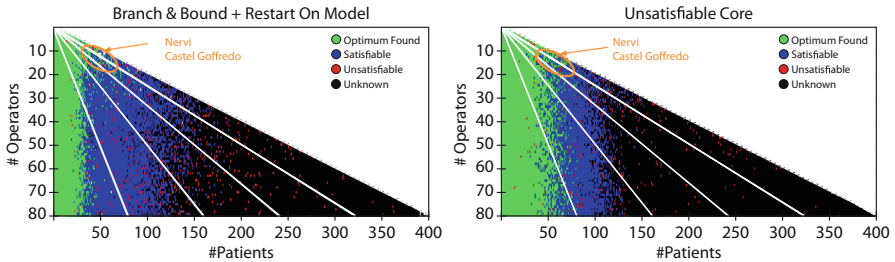 Branch & Bound + Restart On Model
Nervi
Castel Goffredo
Optimum Found
Satisfiable
Unsatisfiable
Unknown
# Operators
10
20
30
40
50
60
70
80
50
100
150
200
250
300
350
400
#Patients
Unsatisfiable Core
Nervi
Castel Goffredo
Optimum Found
Satisfiable
Unsatisfiable
Unknown
# Operators
10
20
30
40
50
60
70
80
50
100
150
200
250
300
350
400
#Patients